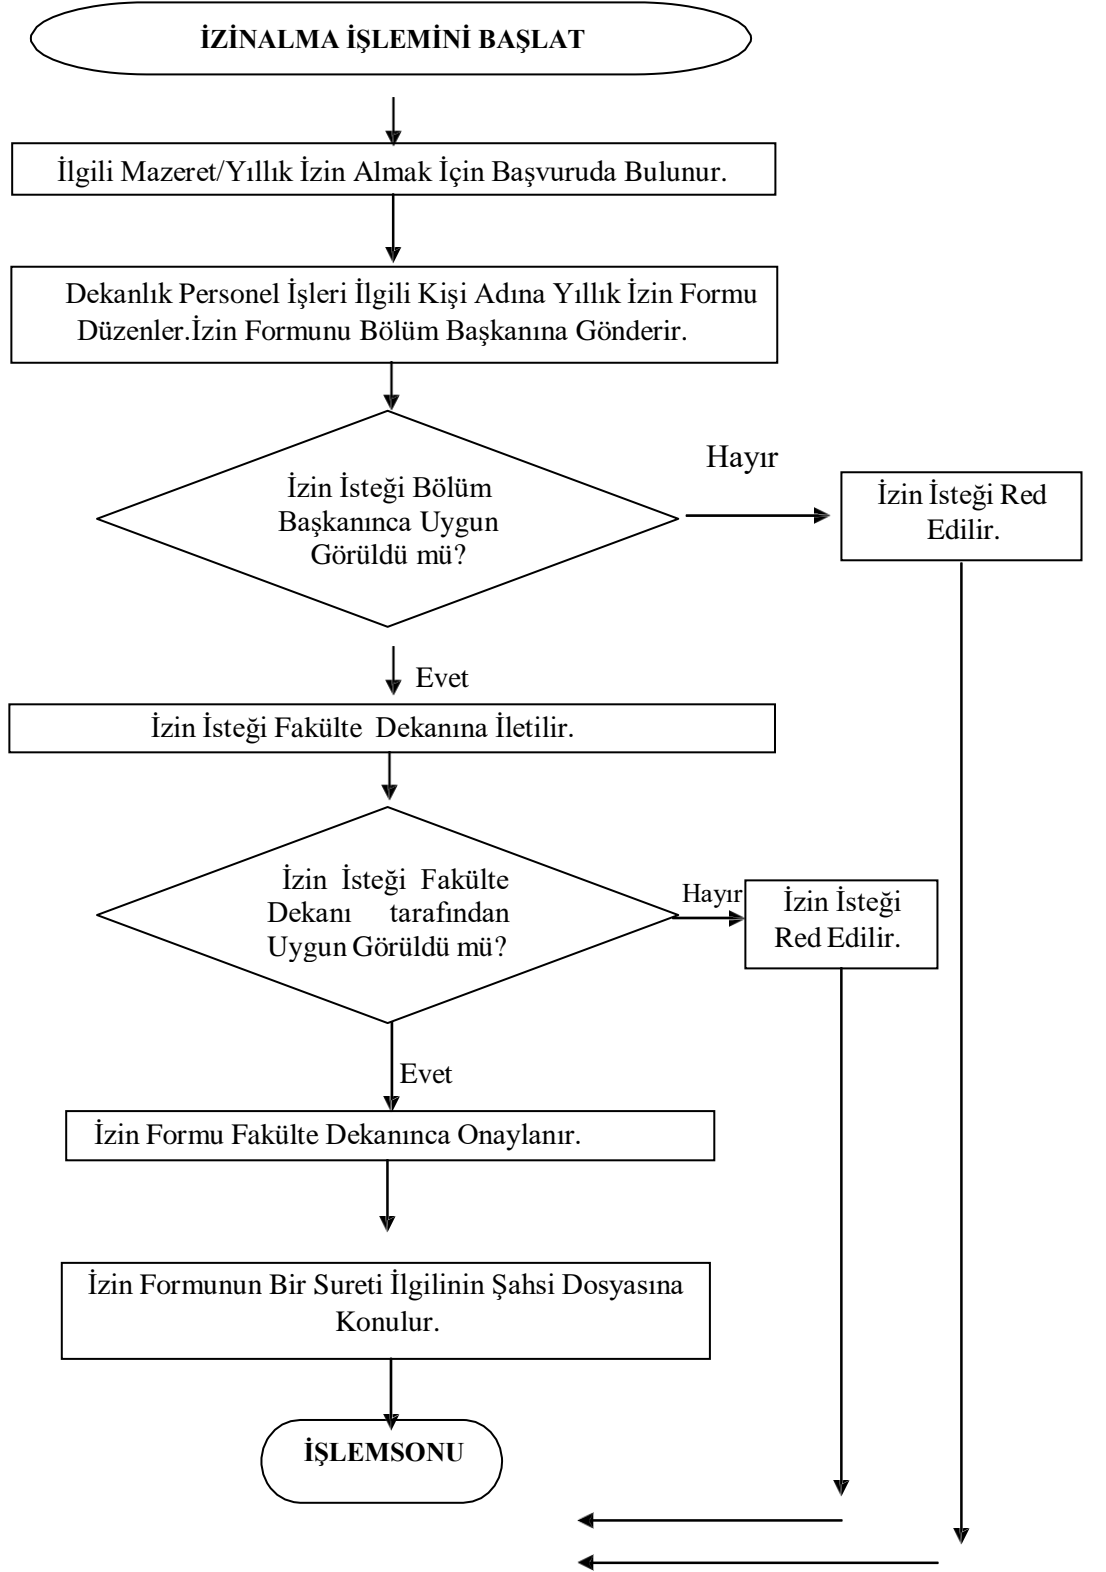 İZİNALMA İŞLEMİNİ BAŞLAT
İlgili Mazeret/Yıllık İzin Almak İçin Başvuruda Bulunur.
Dekanlık Personel İşleri İlgili Kişi Adına Yıllık İzin Formu
Düzenler.İzin Formunu Bölüm Başkanına Gönderir.
Hayır
İzin İsteği Bölüm
Başkanınca Uygun
Görüldü mü?
İzin İsteği Red
Edilir.
Evet
İzin İsteği Fakülte Dekanına İletilir.
İzin İsteği Fakülte
Dekanı tarafından
Uygun Görüldü mü?
Hayır
İzin İsteği
Red Edilir.
Evet
İzin Formu Fakülte Dekanınca Onaylanır.
İzin Formunun Bir Sureti İlgilinin Şahsi Dosyasına
Konulur.
İŞLEMSONU